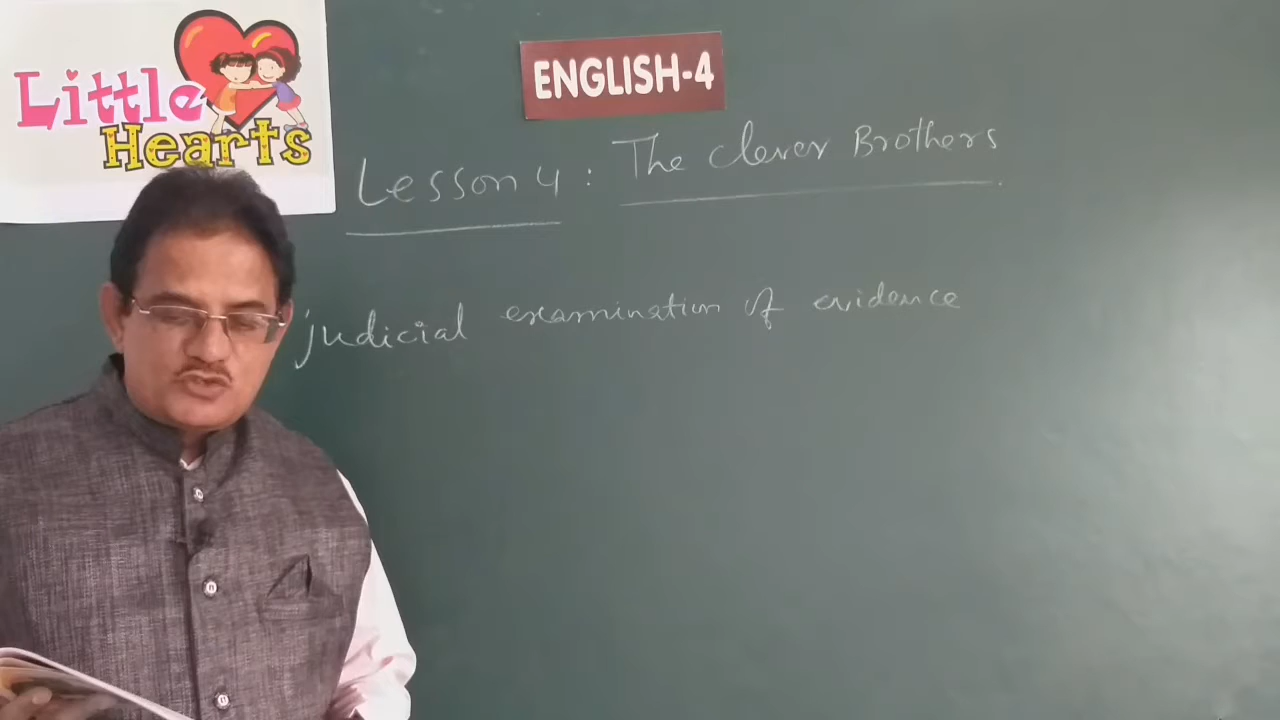 Little
Hearts
ENGLISH-4
Lesson 4 : The Clever Brothers
judicial examination of evidence